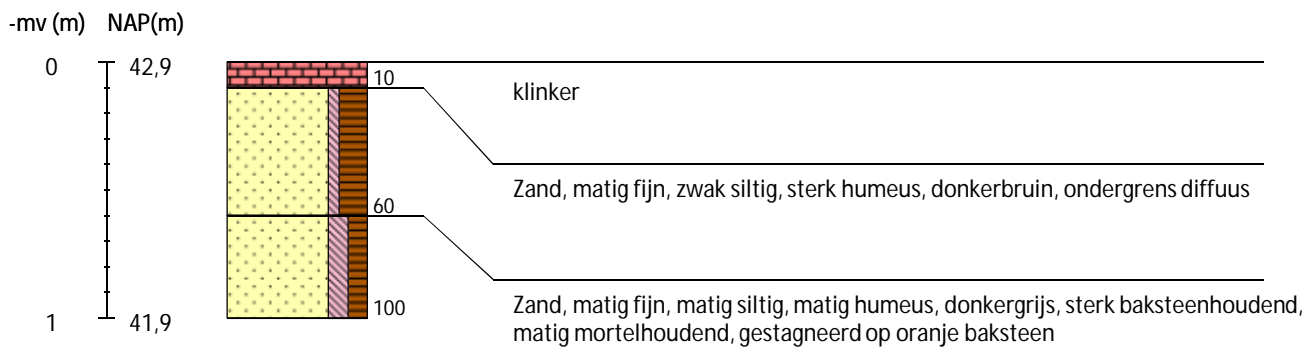 -mv (m) NAP(m)
0 42,9
10
klinker
Zand, matig fijn, zwak siltig, sterk humeus, donkerbruin, ondergrens diffuus
60
Zand, matig fijn, matig siltig, matig humeus, donkergrijs, sterk baksteenhoudend,
matig mortelhoudend, gestagneerd op oranje baksteen
100
1 41,9